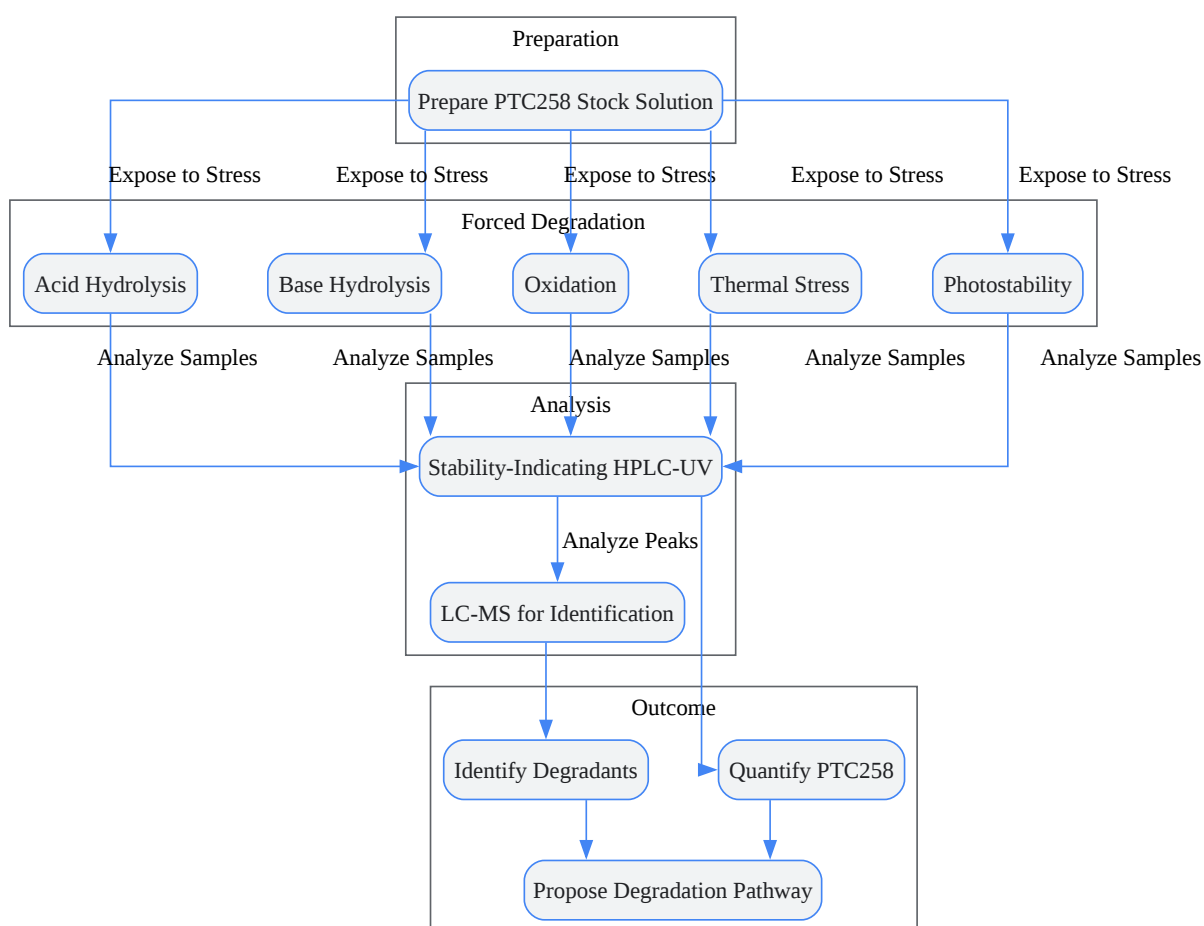 Preparation
Prepare PTC258 Stock Solution
Expose to Stress
Expose to Stress
Expose to Stress
Expose to Stress
Expose to Stress
Forced Degradation
Acid Hydrolysis
Base Hydrolysis
Oxidation
Thermal Stress
Photostability
Analyze Samples
Analyze Samples
Analyze Samples
Analyze Samples
Analyze Samples
Analysis
Stability-Indicating HPLC-UV
Analyze Peaks
LC-MS for Identification
Outcome
Identify Degradants
Quantify PTC258
Propose Degradation Pathway